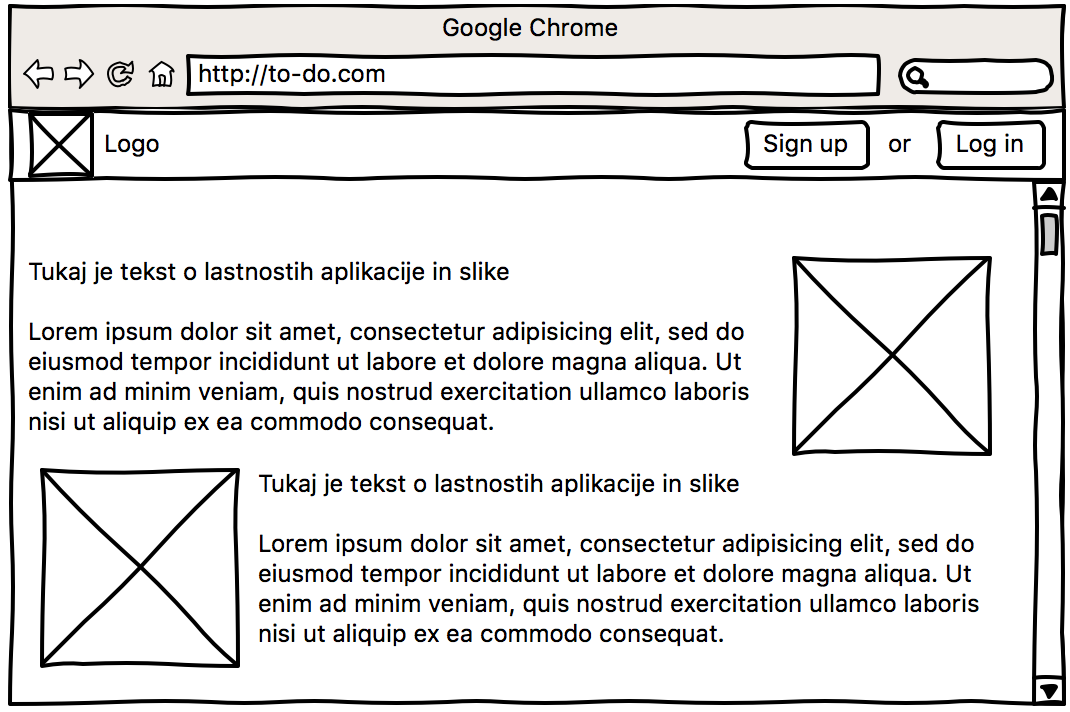 Google Chrome
http://to-do.com
Logo
Sign up or Log in
Tukaj je tekst o lastnostih aplikacije in slike
Lorem ipsum dolor sit amet, consectetur adipisicing elit, sed do
eiusmod tempor incididunt ut labore et dolore magna aliqua. Ut
enim ad minim veniam, quis nostrud exercitation ullamco laboris
nisi ut aliquip ex ea commodo consequat.
Tukaj je tekst o lastnostih aplikacije in slike
Lorem ipsum dolor sit amet, consectetur adipisicing elit, sed do
eiusmod tempor incididunt ut labore et dolore magna aliqua. Ut
enim ad minim veniam, quis nostrud exercitation ullamco laboris
nisi ut aliquip ex ea commodo consequat.